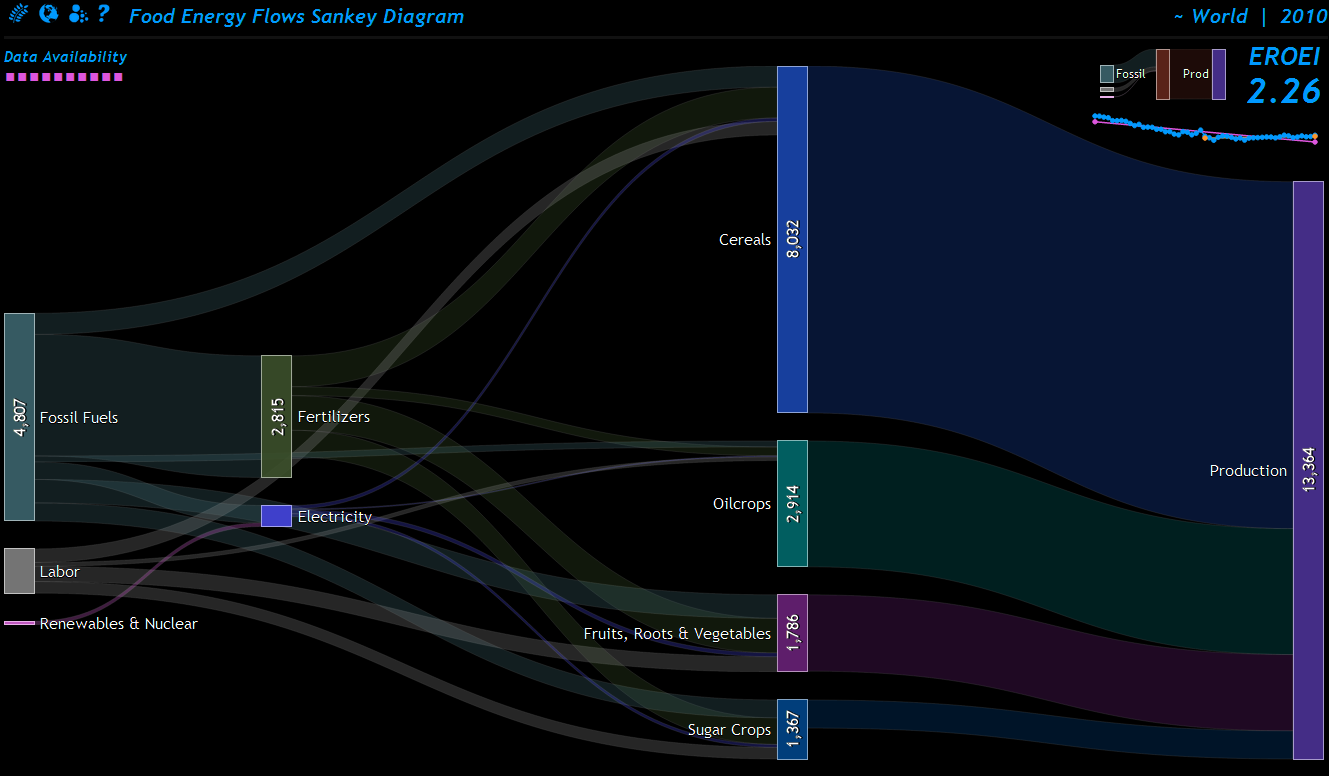 ? Food Energy Flows Sankey Diagram
~ World | 2010
Data Availability
EROEI
2.26
Fossil
Prod
Cereals
8,032
4,807
Fossil Fuels
2,815
Fertilizers
Electricity
Labor
Renewables & Nuclear
Oilcrops
2,914
Fruits, Roots & Vegetables
1,786
Sugar Crops
1,367
Production
13,364